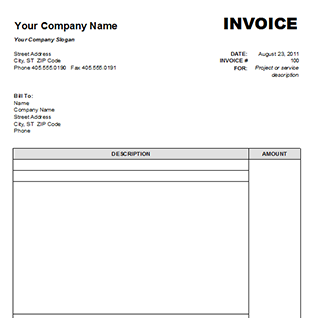 Your Company Name
INVOICE
Your Company Slogan
Street Address
City, ST ZIP Code
Phone 405.555.0190 Fax 405.555.0191
DATE: August 23, 2011
INVOICE # 100
FOR: Project or service
description
Bill To:
Name
Company Name
Street Address
City, ST ZIP Code
Phone
DESCRIPTION AMOUNT